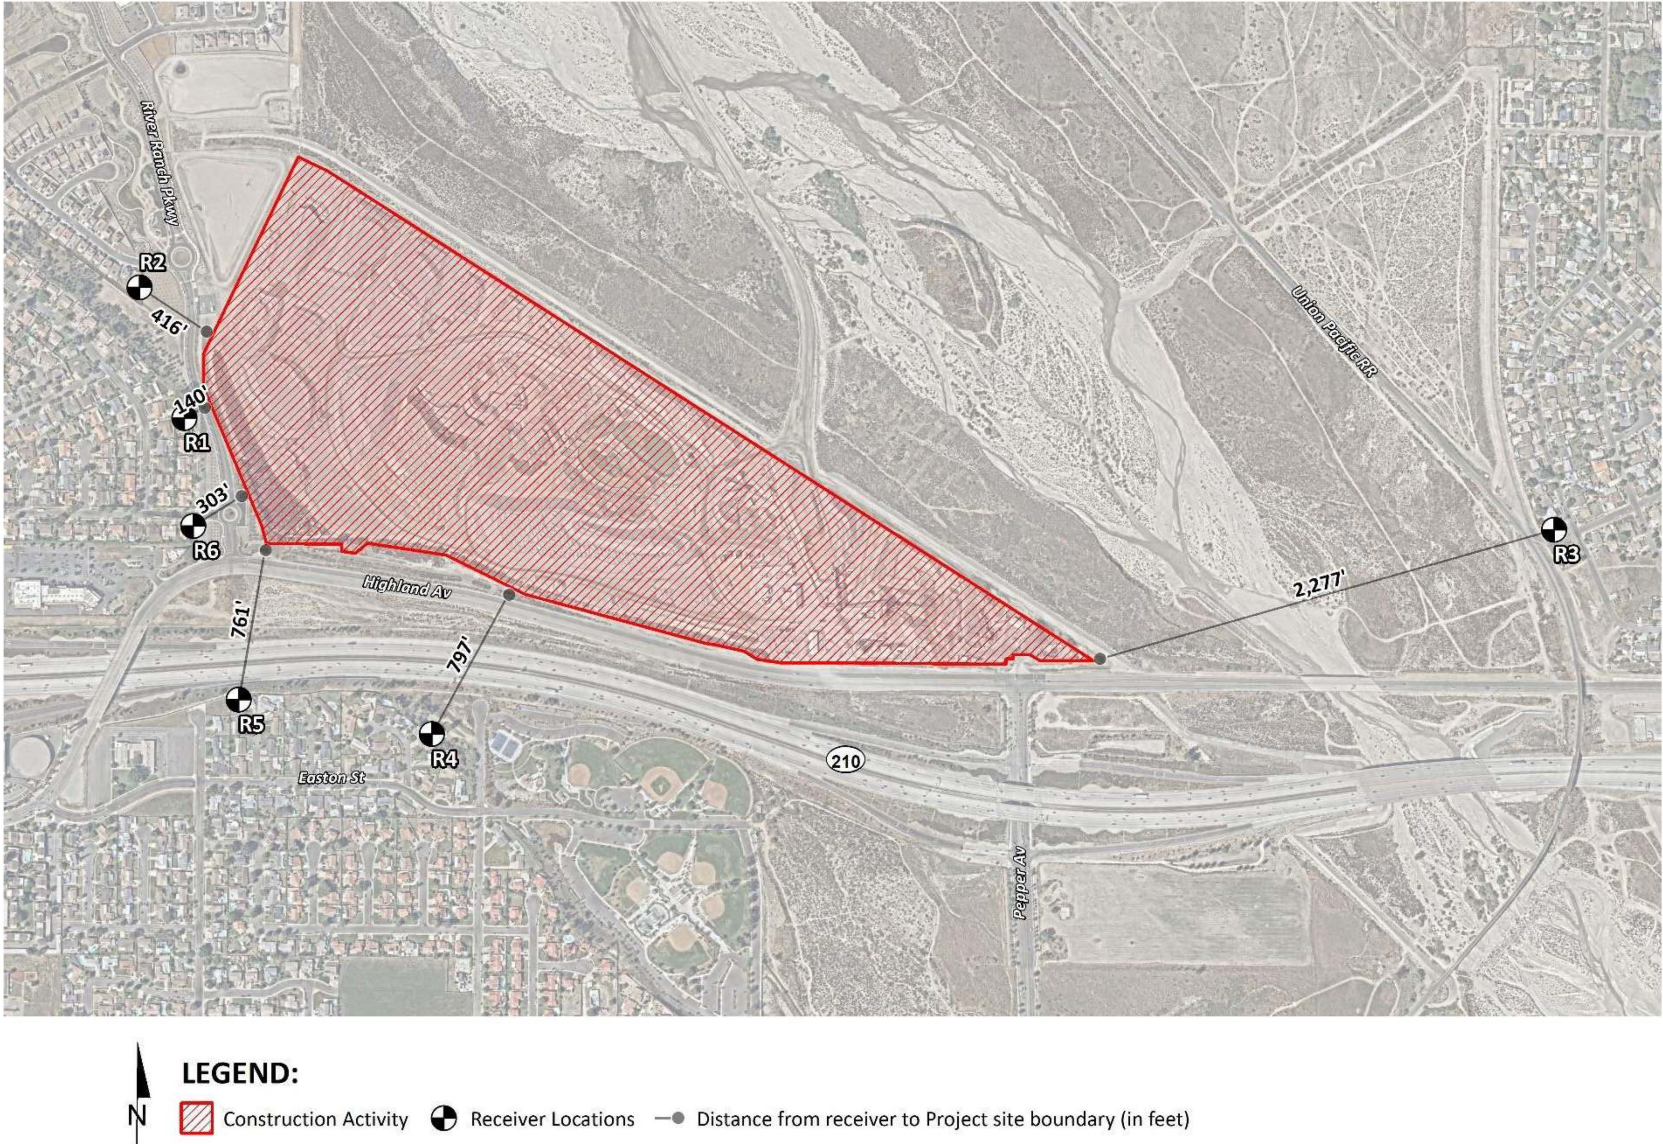 River Ranch Pkwy
R2
416'
140'
R1
303'
R6
Union Pacific RR
R3
2,277'
Highland Av
761'
797'
R5
R4
210
Easton St
Pepper Av
LEGEND:
N
Construction Activity
Receiver Locations
Distance from receiver to Project site boundary (in feet)